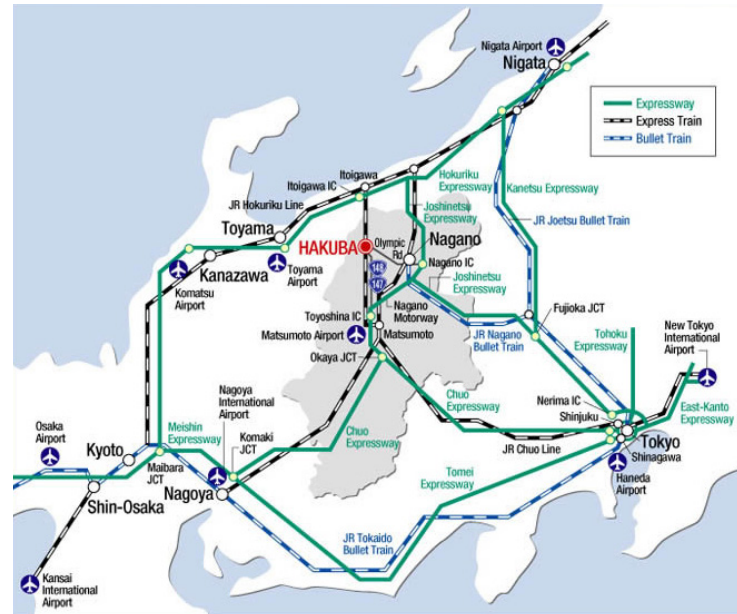 Nigata Airport
Nigata
Expressway
Express Train
Bullet Train
Itoigawa
Itoigawa IC
Hokuriku
Expressway
Kanetsu Expressway
JR Hokuriku Line
Joshinetsu
Expressway
JR Joetsu Bullet Train
Toyama
HAKUBA
Olympic
Rd
Nagano
Kanazawa
Toyama
Airport
148
147
Nagano IC
Joshinetsu
Expressway
Komatsu
Airport
Nagano
Motorway
Fujioka JCT
Toyoshina IC
Matsumoto Airport
Matsumoto
JR Nagano
Bullet Train
Tohoku
Expressway
New Tokyo
International
Airport
Okaya JCT
Nagoya
International
Airport
Chuo
Expressway
Nerima IC
Shinjuku
East-Kanto
Expressway
Osaka
Airport
Meishin
Expressway
Komaki
JCT
Chuo
Expressway
JR Chuo Line
Tokyo
Shinagawa
Kyoto
Maibara
JCT
Tomei
Expressway
Haneda
Airport
Shin-Osaka
Nagoya
JR Tokaido
Bullet Train
Kansai
International
Airport